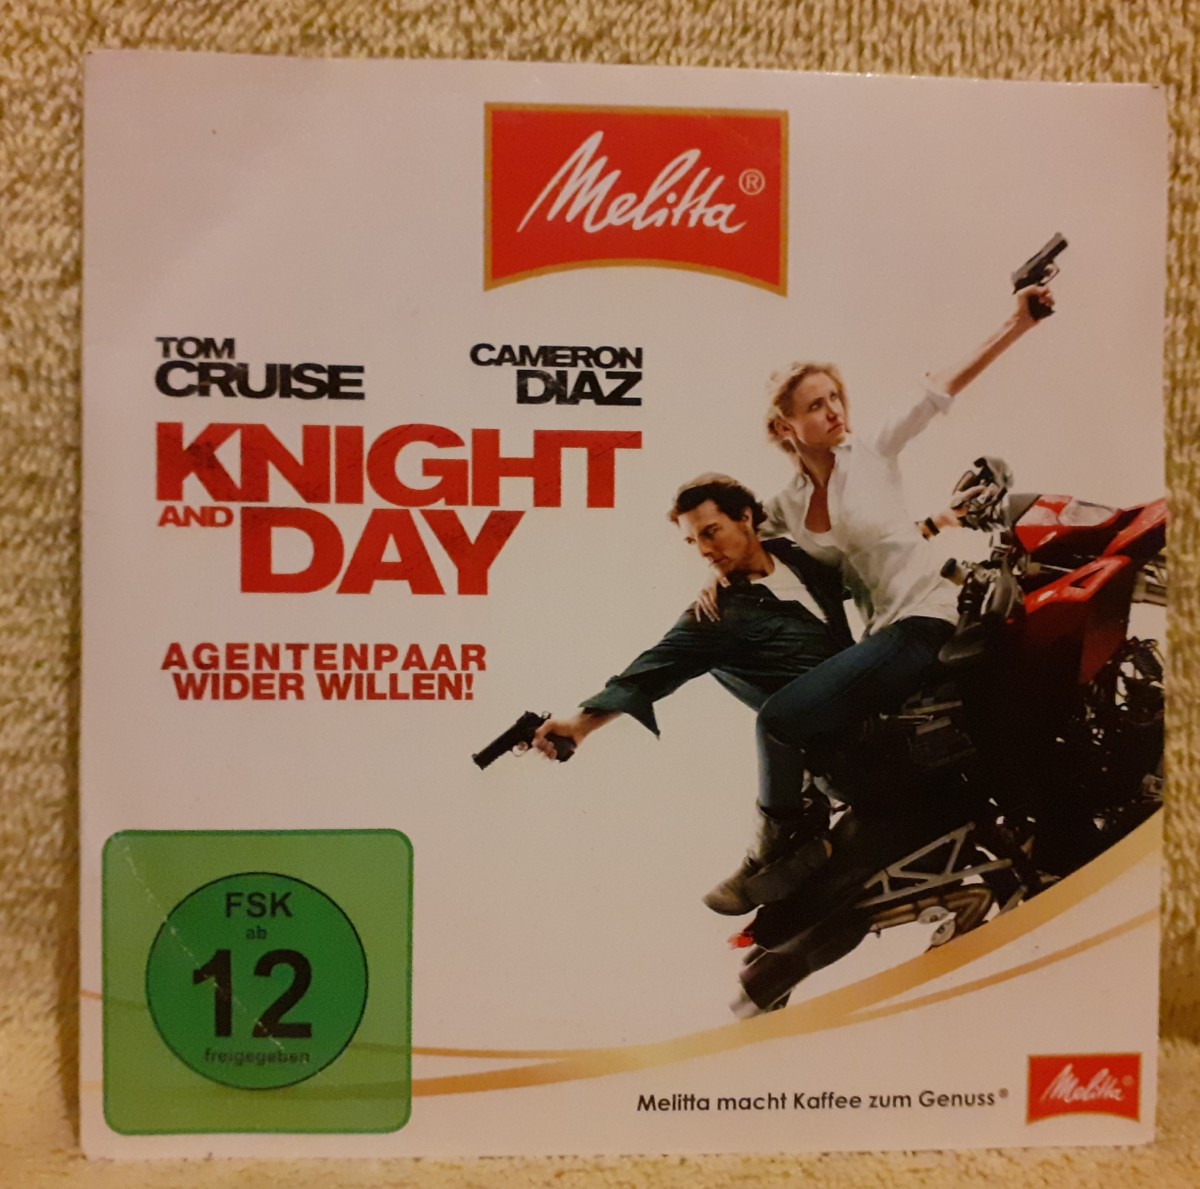 Melitta®
TOM
CRUISE
CAMERON
DIAZ
KNIGHT
AND DAY
AGENTENPAAR
WIDER WILLEN!
FSK
ab
12
freigegeben
Melitta macht Kaffee zum Genuss®
Melitta®